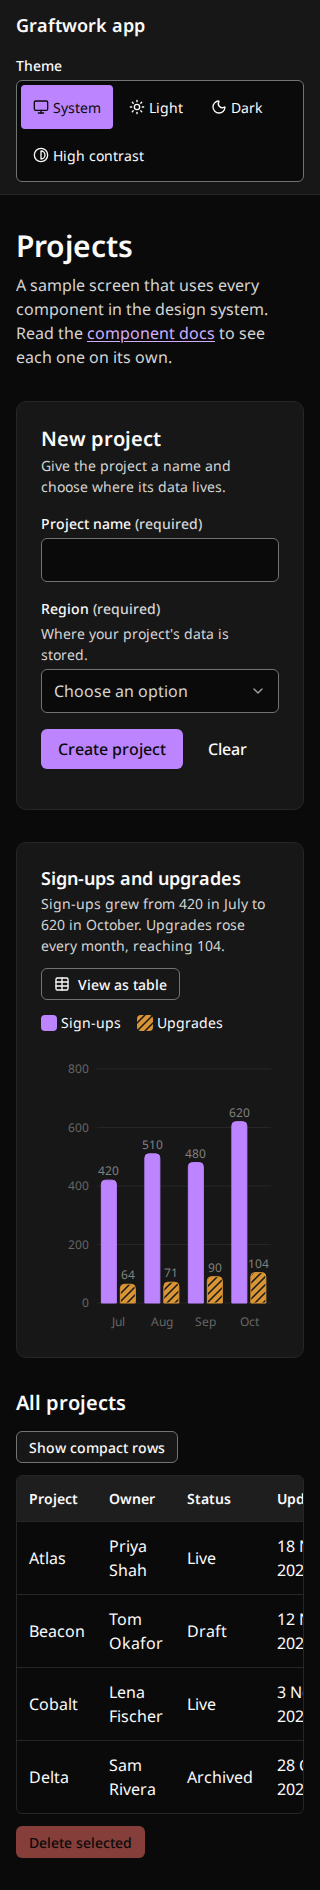 Graftwork app
Theme
System Light Dark
High contrast
Projects
A sample screen that uses every
component in the design system.
Read the component docs to see
each one on its own.
New project
Give the project a name and
choose where its data lives.
Project name (required)
Region (required)
Where your project's data is
stored.
Choose an option
Create project Clear
Sign-ups and upgrades
Sign-ups grew from 420 in July to
620 in October. Upgrades rose
every month, reaching 104.
View as table
Sign-ups Upgrades
800
600
400
200
0
420 64 510 71 480 90 620 104
Jul Aug Sep Oct
All projects
Show compact rows
Project Owner Status
Atlas Priya Shah Live 18
Beacon Tom Okafor Draft 12
Cobalt Lena Fischer Live 3
Delta Sam Rivera Archived 28
Delete selected